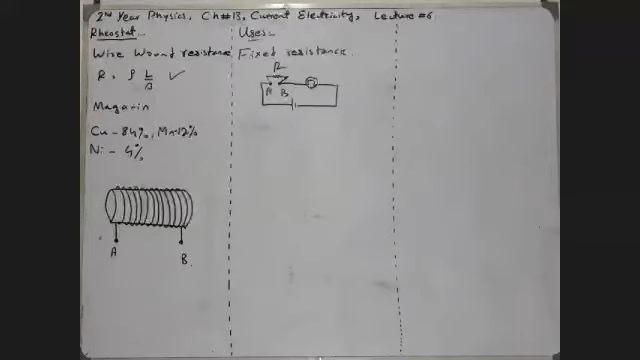 2nd Year Physics, Ch#13, Current Electricity, Lecture #6
Rheostat.
Wire Wound resistance
R = ρ L/A ✓
Maganin
Cu - 84%, Mn-12%
Ni - 4%
A B
Uses:-
Fixed resistance.
R
A B